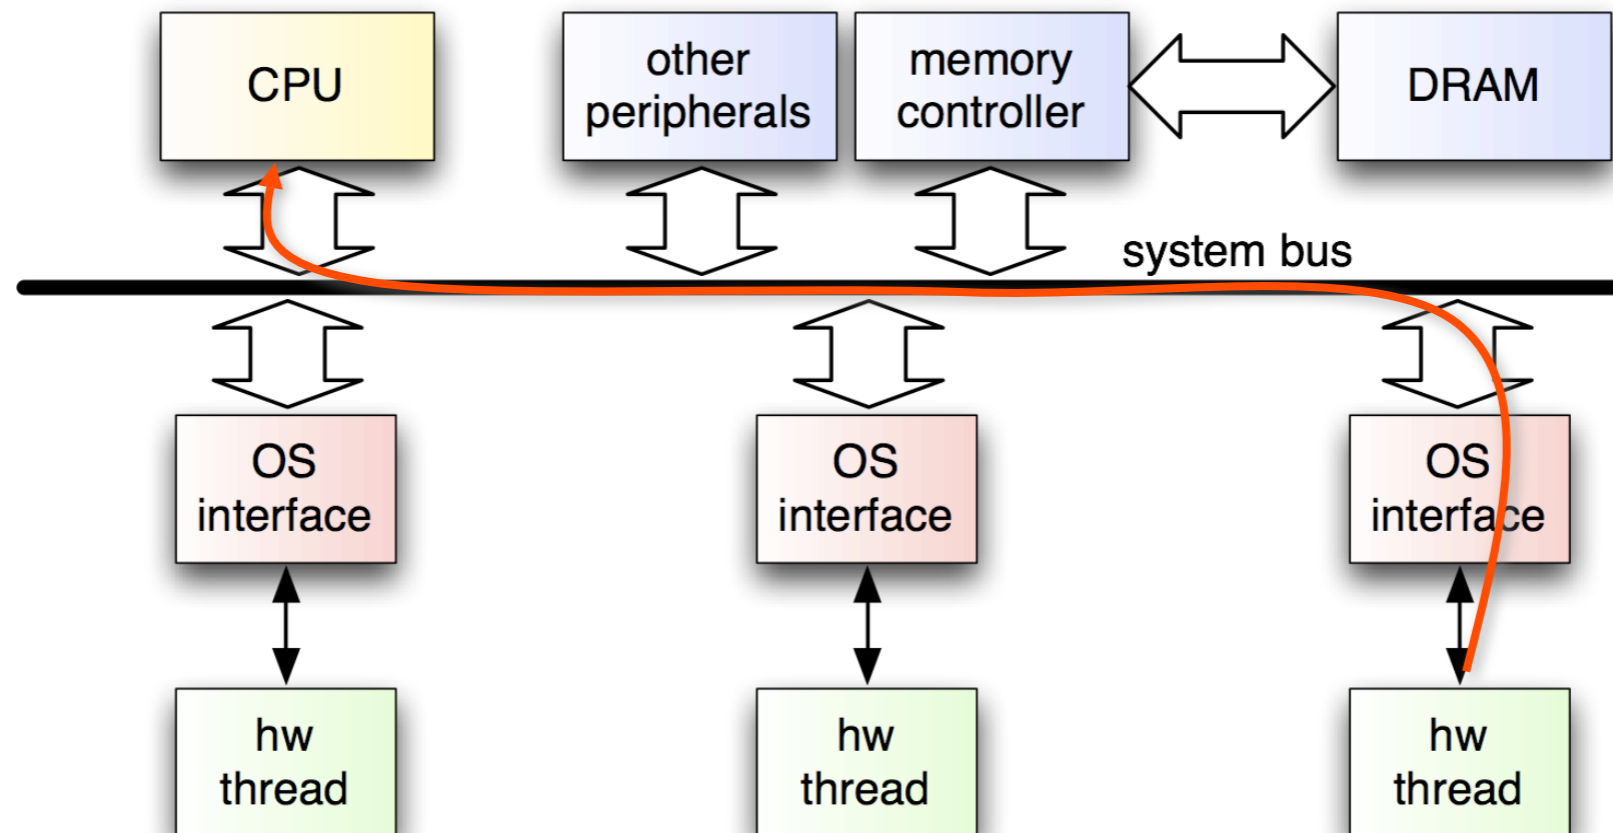 CPU
other
peripherals
memory
controller
DRAM
system bus
OS
interface
OS
interface
OS
interface
hw
thread
hw
thread
hw
thread